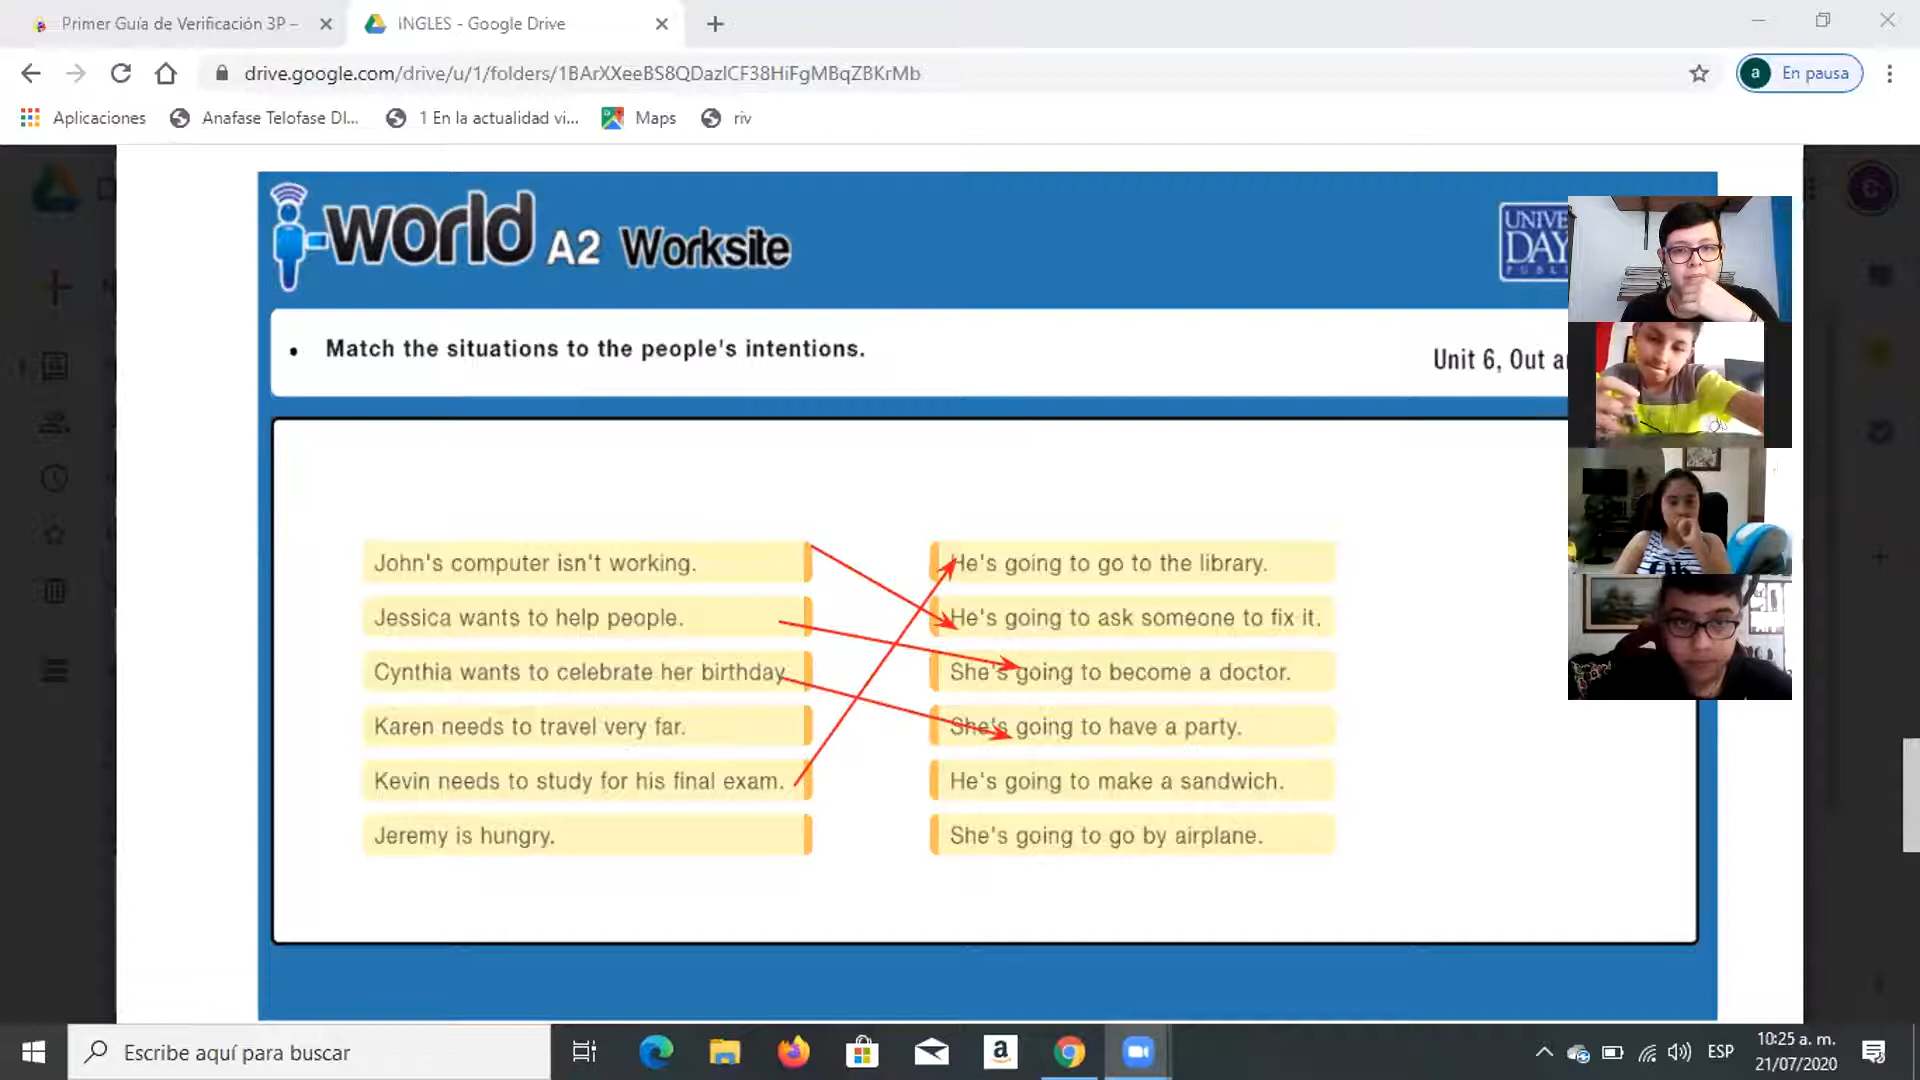 Primer Guía de Verificación 3P –
INGLES - Google Drive
drive.google.com/drive/u/1/folders/1BArXXeeBS8QDazlCF38HiFgMBqZBKrMb
a En pausa
Aplicaciones
Anafase Telofase DI...
1 En la actualidad vi...
Maps
riv
world A2 Worksite
UNIVE
DAY
PUBLI
• Match the situations to the people's intentions.
Unit 6, Out a
John's computer isn't working.
Jessica wants to help people.
Cynthia wants to celebrate her birthday.
Karen needs to travel very far.
Kevin needs to study for his final exam.
Jeremy is hungry.
He's going to go to the library.
He's going to ask someone to fix it.
She's going to become a doctor.
She's going to have a party.
He's going to make a sandwich.
She's going to go by airplane.
Escribe aquí para buscar
ESP
10:25 a. m.
21/07/2020